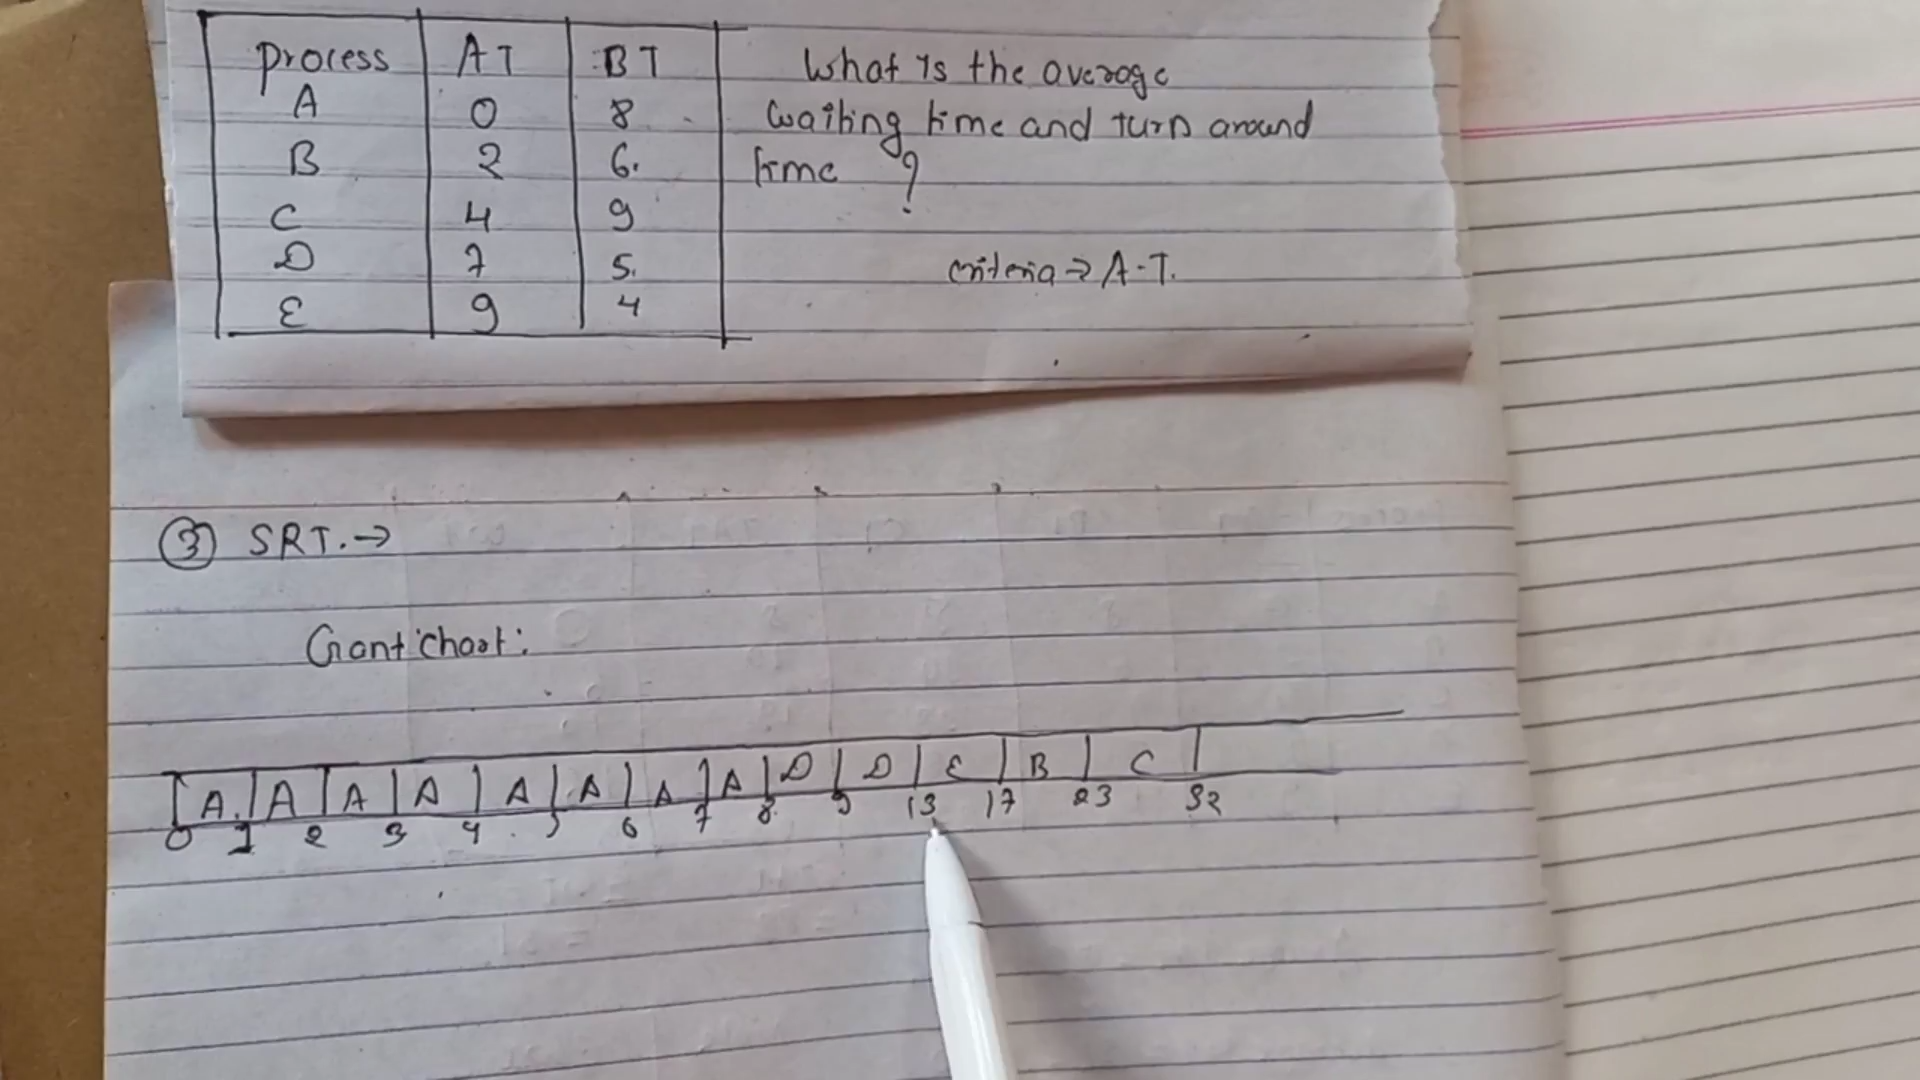 Process AT BT
A 0 8
B 2 6.
C 4 9
D 7 5.
E 9 4
What is the average
waiting time and turn around
time ?
criteria → A-T.
③ SRT. →
Gantt chart:
A. A A A A A A A D D E B C
0 1 2 3 4 5 6 7 8 9 13 17 23 32